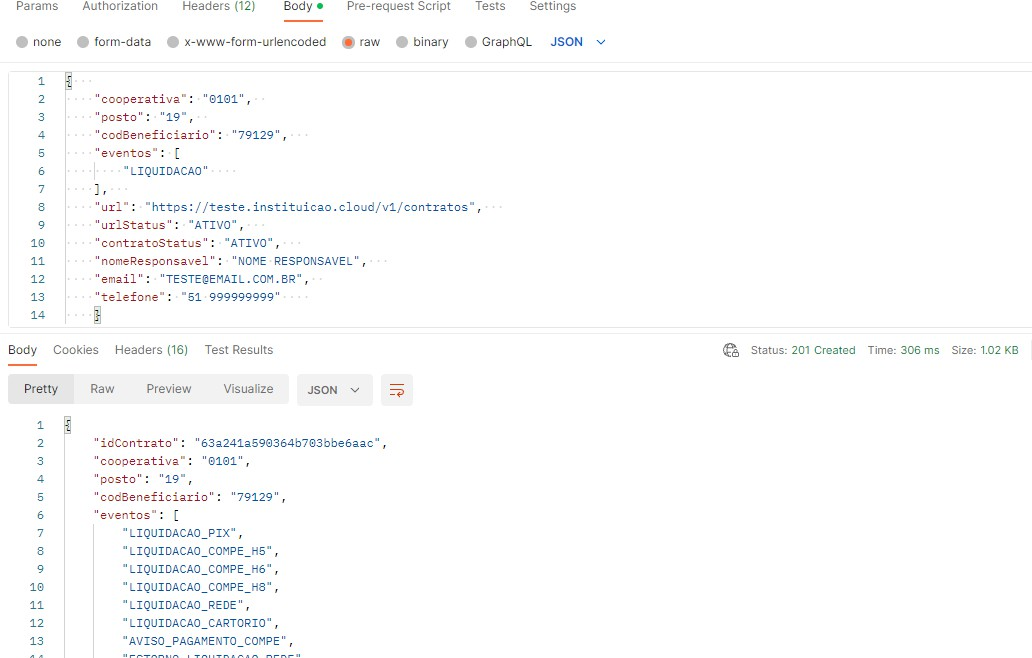 Params Authorization Headers (12) Body Pre-request Script Tests Settings
none form-data x-www-form-urlencoded raw binary GraphQL JSON
1 {
2 "cooperativa": "0101",
3 "posto": "19",
4 "codBeneficiario": "79129",
5 "eventos": [
6 "LIQUIDACAO"
7 ],
8 "url": "https://teste.instituicao.cloud/v1/contratos",
9 "urlStatus": "ATIVO",
10 "contratoStatus": "ATIVO",
11 "nomeResponsavel": "NOME RESPONSAVEL",
12 "email": "TESTE@EMAIL.COM.BR",
13 "telefone": "51 999999999"
14 }
Body Cookies Headers (16) Test Results Status: 201 Created Time: 306 ms Size: 1.02 KB
Pretty Raw Preview Visualize JSON
1 {
2 "idContrato": "63a241a590364b703bbe6aac",
3 "cooperativa": "0101",
4 "posto": "19",
5 "codBeneficiario": "79129",
6 "eventos": [
7 "LIQUIDACAO_PIX",
8 "LIQUIDACAO_COMPE_H5",
9 "LIQUIDACAO_COMPE_H6",
10 "LIQUIDACAO_COMPE_H8",
11 "LIQUIDACAO_REDE",
12 "LIQUIDACAO_CARTORIO",
13 "AVISO_PAGAMENTO_COMPE",
14 "ESTORNO_LIQUIDACAO_REDE"